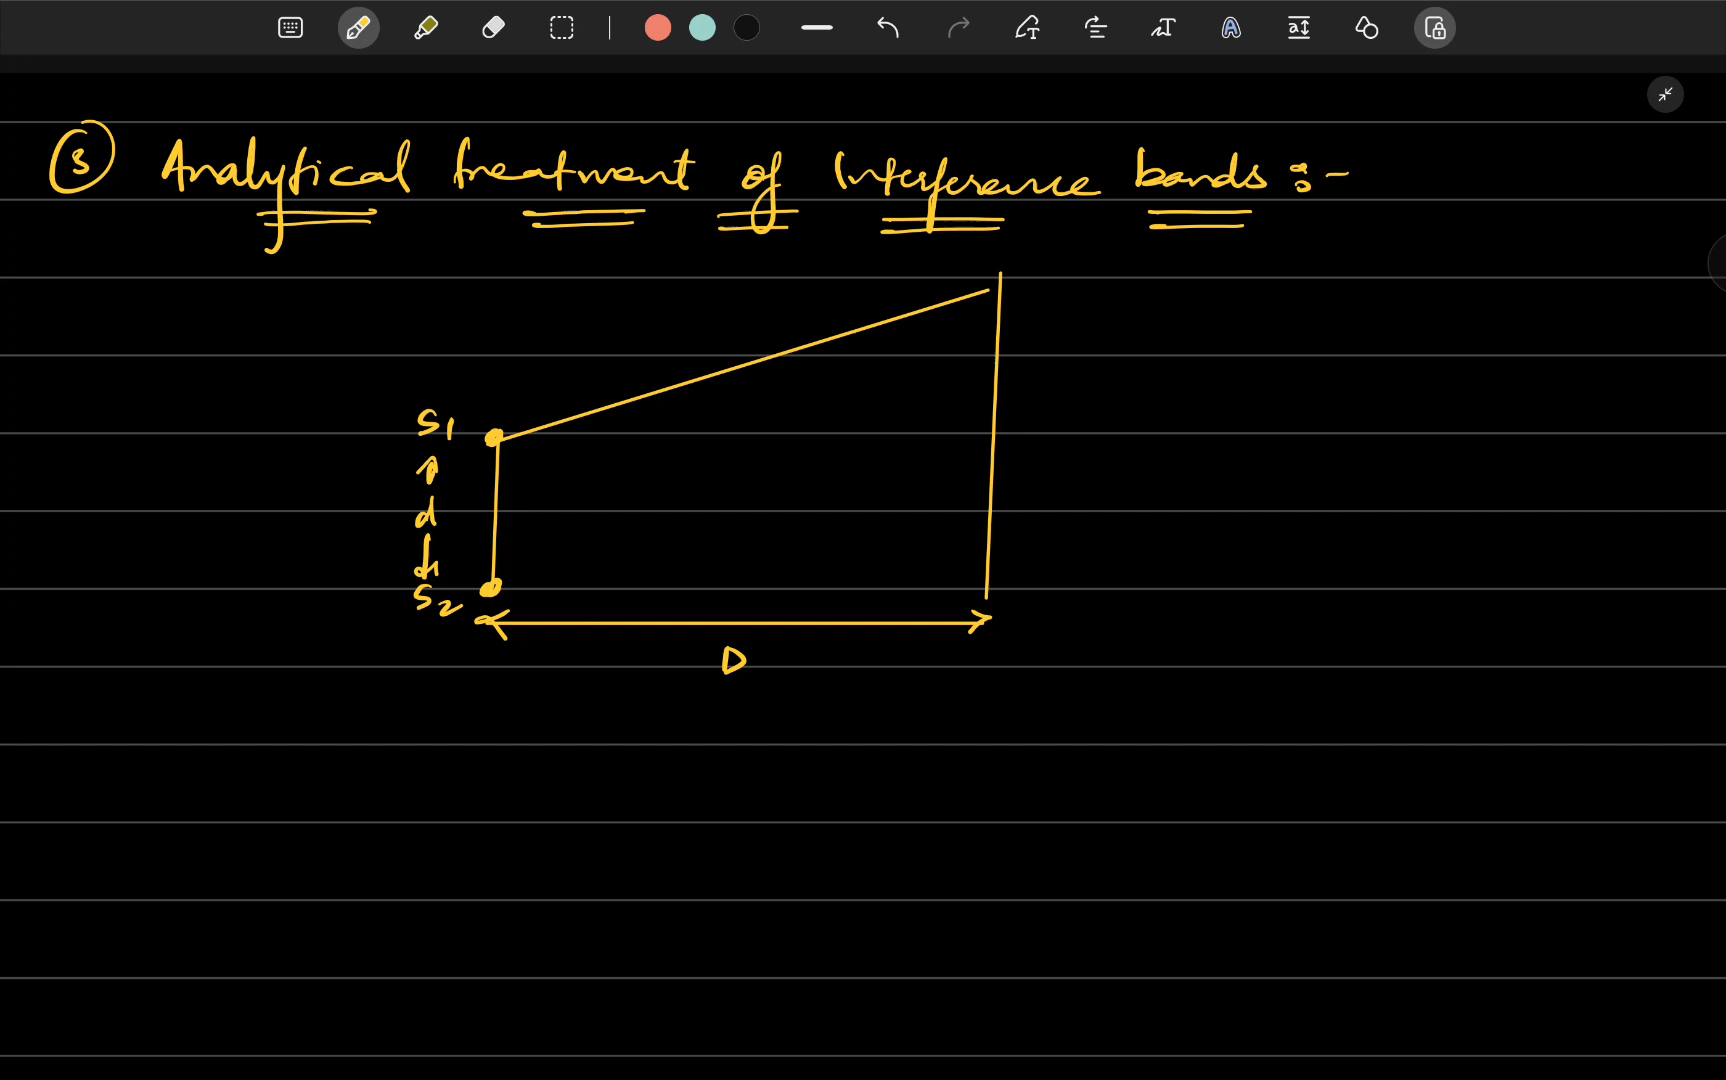 ③ Analytical treatment of Interference bands :-
S1
d
S2
D